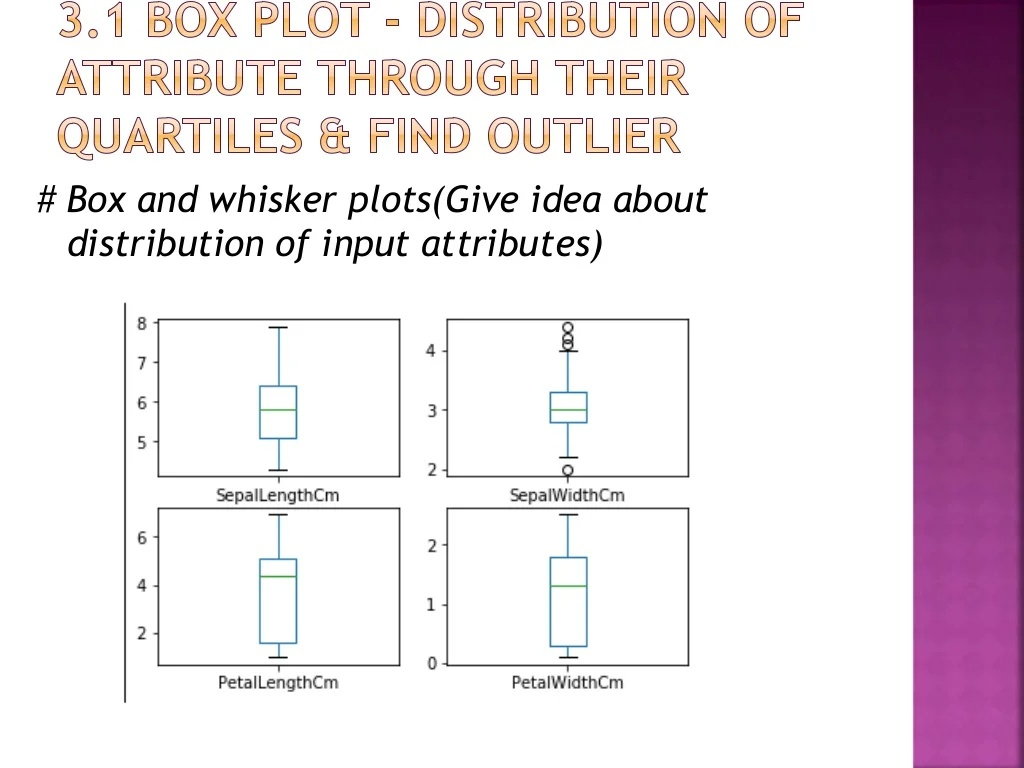 3.1 BOX PLOT - DISTRIBUTION OF
ATTRIBUTE THROUGH THEIR
QUARTILES & FIND OUTLIER
# Box and whisker plots(Give idea about
distribution of input attributes)
8
7
6
5
SepalLengthCm
4
3
2
SepalWidthCm
6
4
2
PetalLengthCm
2
1
0
PetalWidthCm